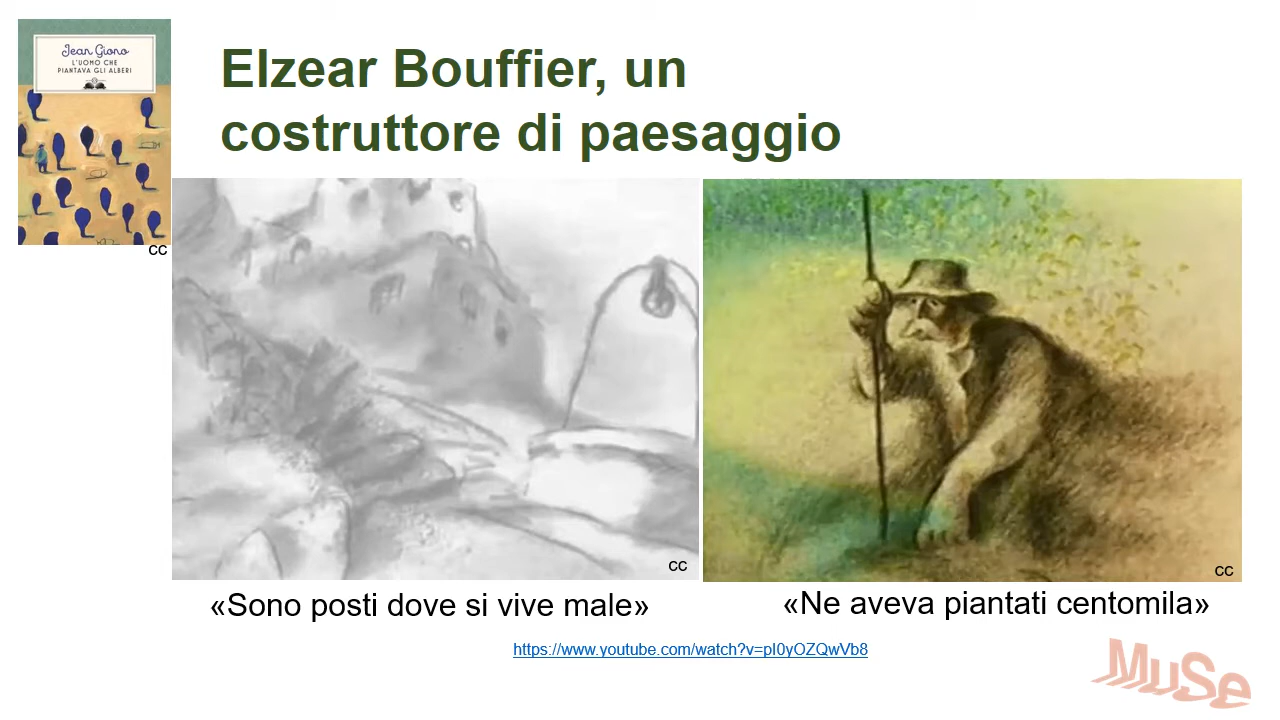 Jean Giono
L'UOMO CHE
PIANTAVA GLI ALBERI
Elzear Bouffier, un
costruttore di paesaggio
CC
CC
CC
«Sono posti dove si vive male»
«Ne aveva piantati centomila»
https://www.youtube.com/watch?v=pI0yOZQwVb8
MUSe